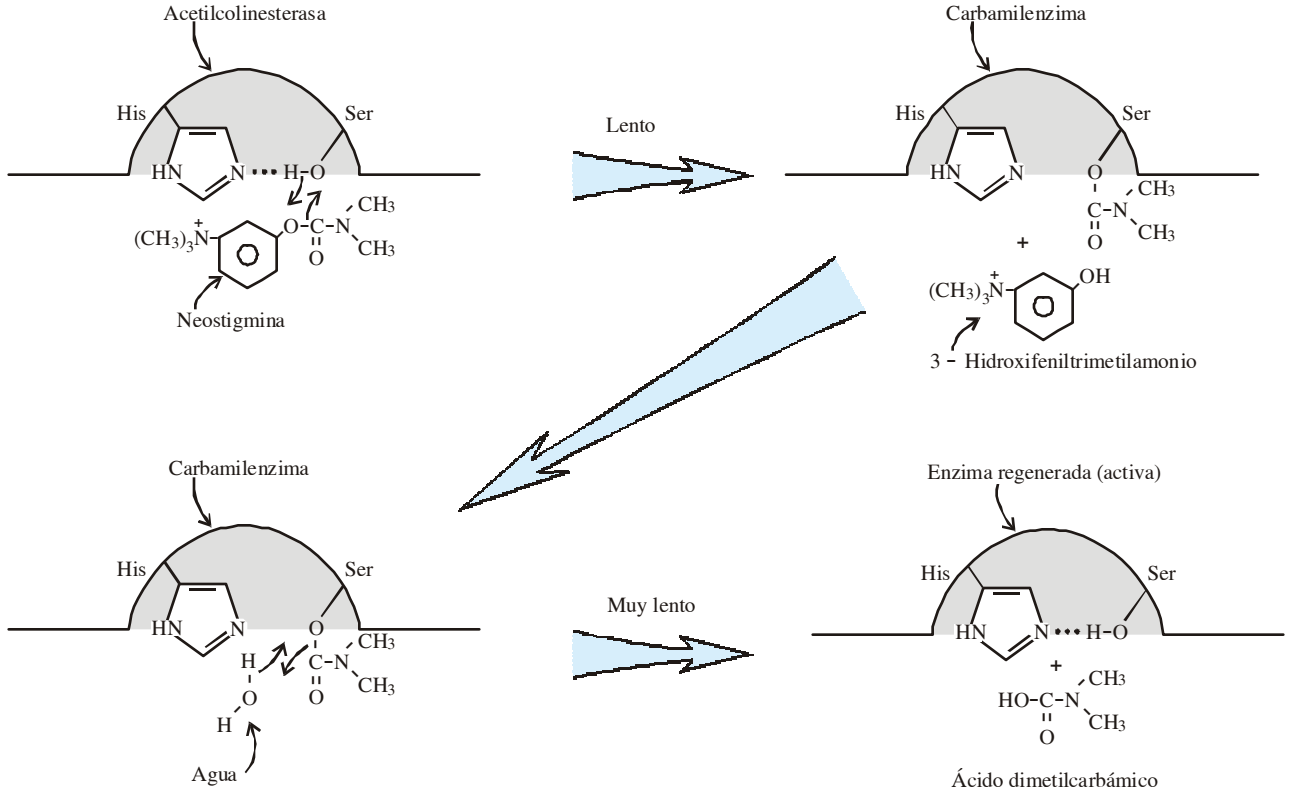 Acetilcolinesterasa
Carbamilenzima
His
Ser
Lento
His
Ser
HN
N
H-O
HN
N
O
(CH3)3N+
O-C-N
CH3
CH3
O
C-N
CH3
CH3
O
+
Neostigmina
(CH3)3N+
OH
3 - Hidroxifeniltrimetilamonio
Carbamilenzima
Enzima regenerada (activa)
His
Ser
Muy lento
His
Ser
HN
N
O
HN
N
H-O
H
O
H
C-N
CH3
CH3
O
+
HO-C-N
CH3
CH3
O
Agua
Ácido dimetilcarbámico